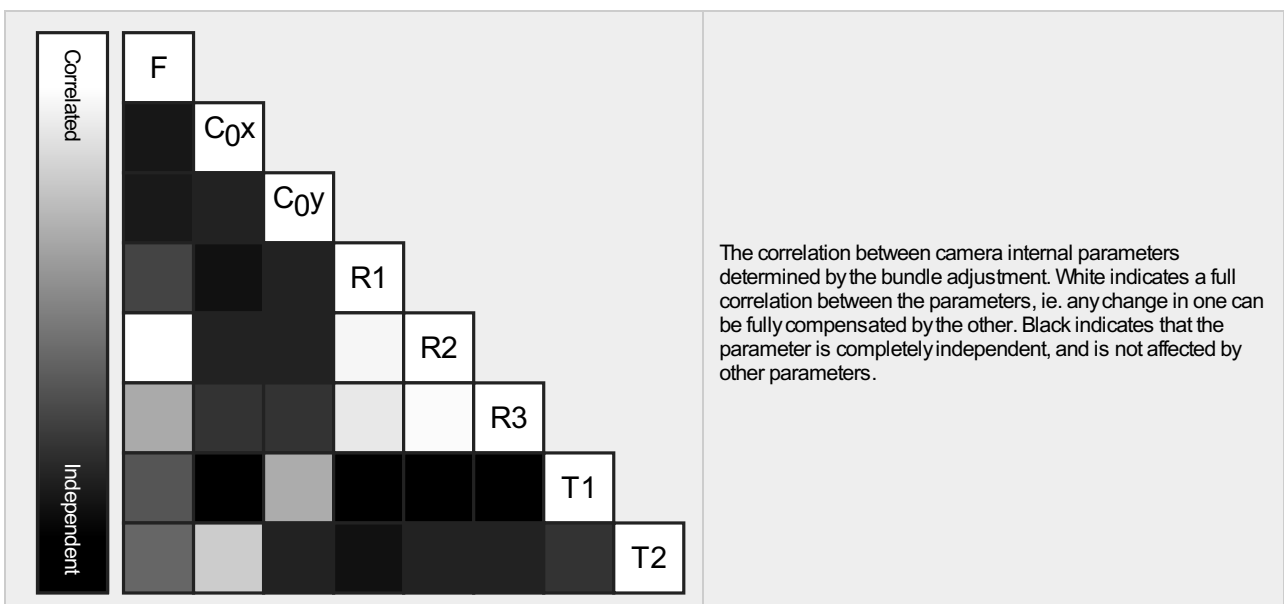 Correlated
Independent
F
C0x
C0y
R1
R2
R3
T1
T2
The correlation between camera internal parameters
determined by the bundle adjustment. White indicates a full
correlation between the parameters, ie. any change in one can
be fully compensated by the other. Black indicates that the
parameter is completely independent, and is not affected by
other parameters.